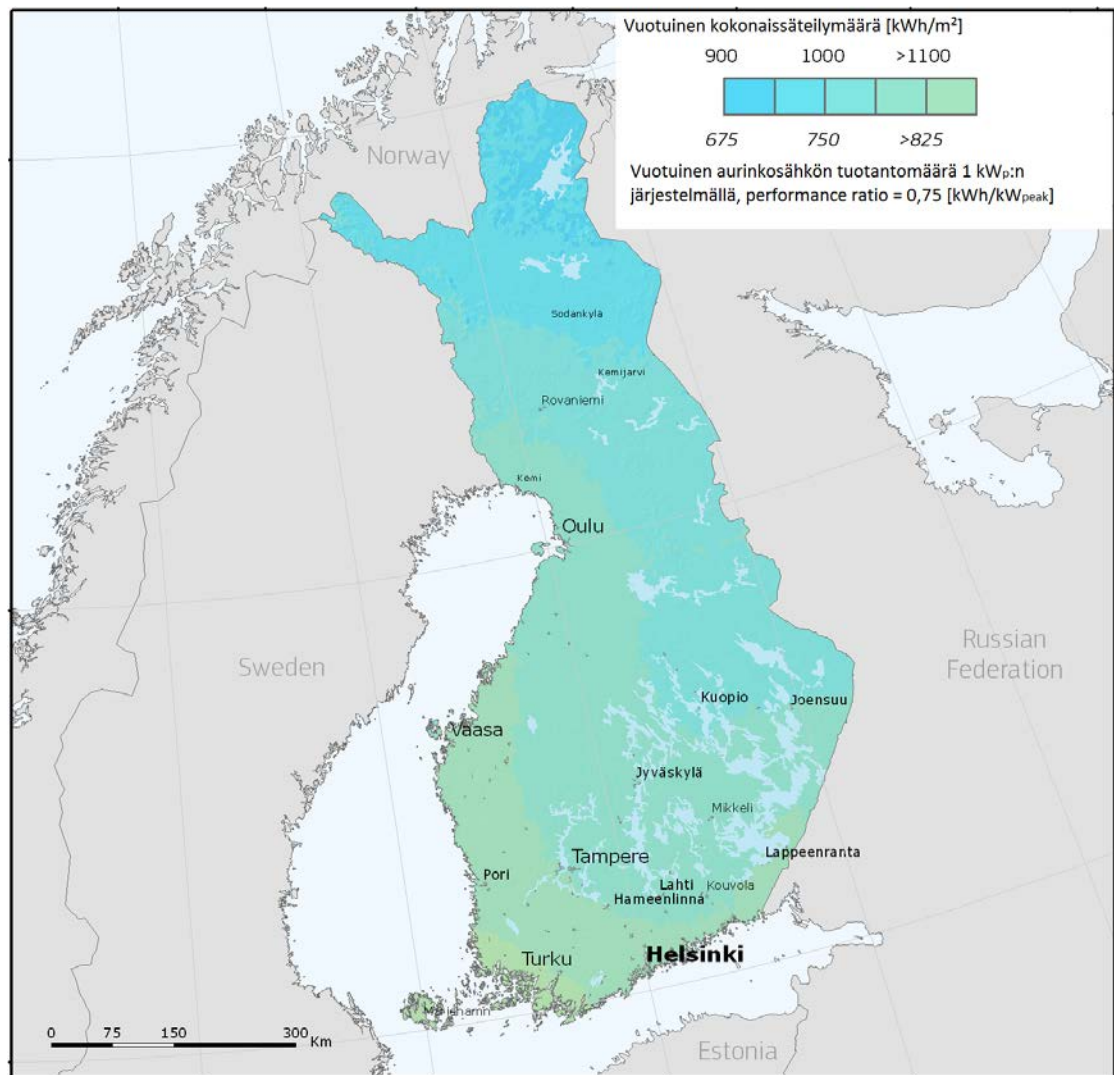 Vuotuinen kokonaissäteilymäärä [kWh/m²]
900 1000 >1100
675 750 >825
Vuotuinen aurinkosähkön tuotantomäärä 1 kWp:n
järjestelmällä, performance ratio = 0,75 [kWh/kWpeak]
Norway
Sodankylä
Kemijarvi
Rovaniemi
Kemi
Oulu
Sweden
Russian
Federation
Kuopio
Joensuu
Vaasa
Jyväskylä
Mikkeli
Tampere
Lappeenranta
Pori
Lahti
Kouvola
Hameenlinna
Helsinki
Turku
Mariehamn
0 75 150 300
Km
Estonia